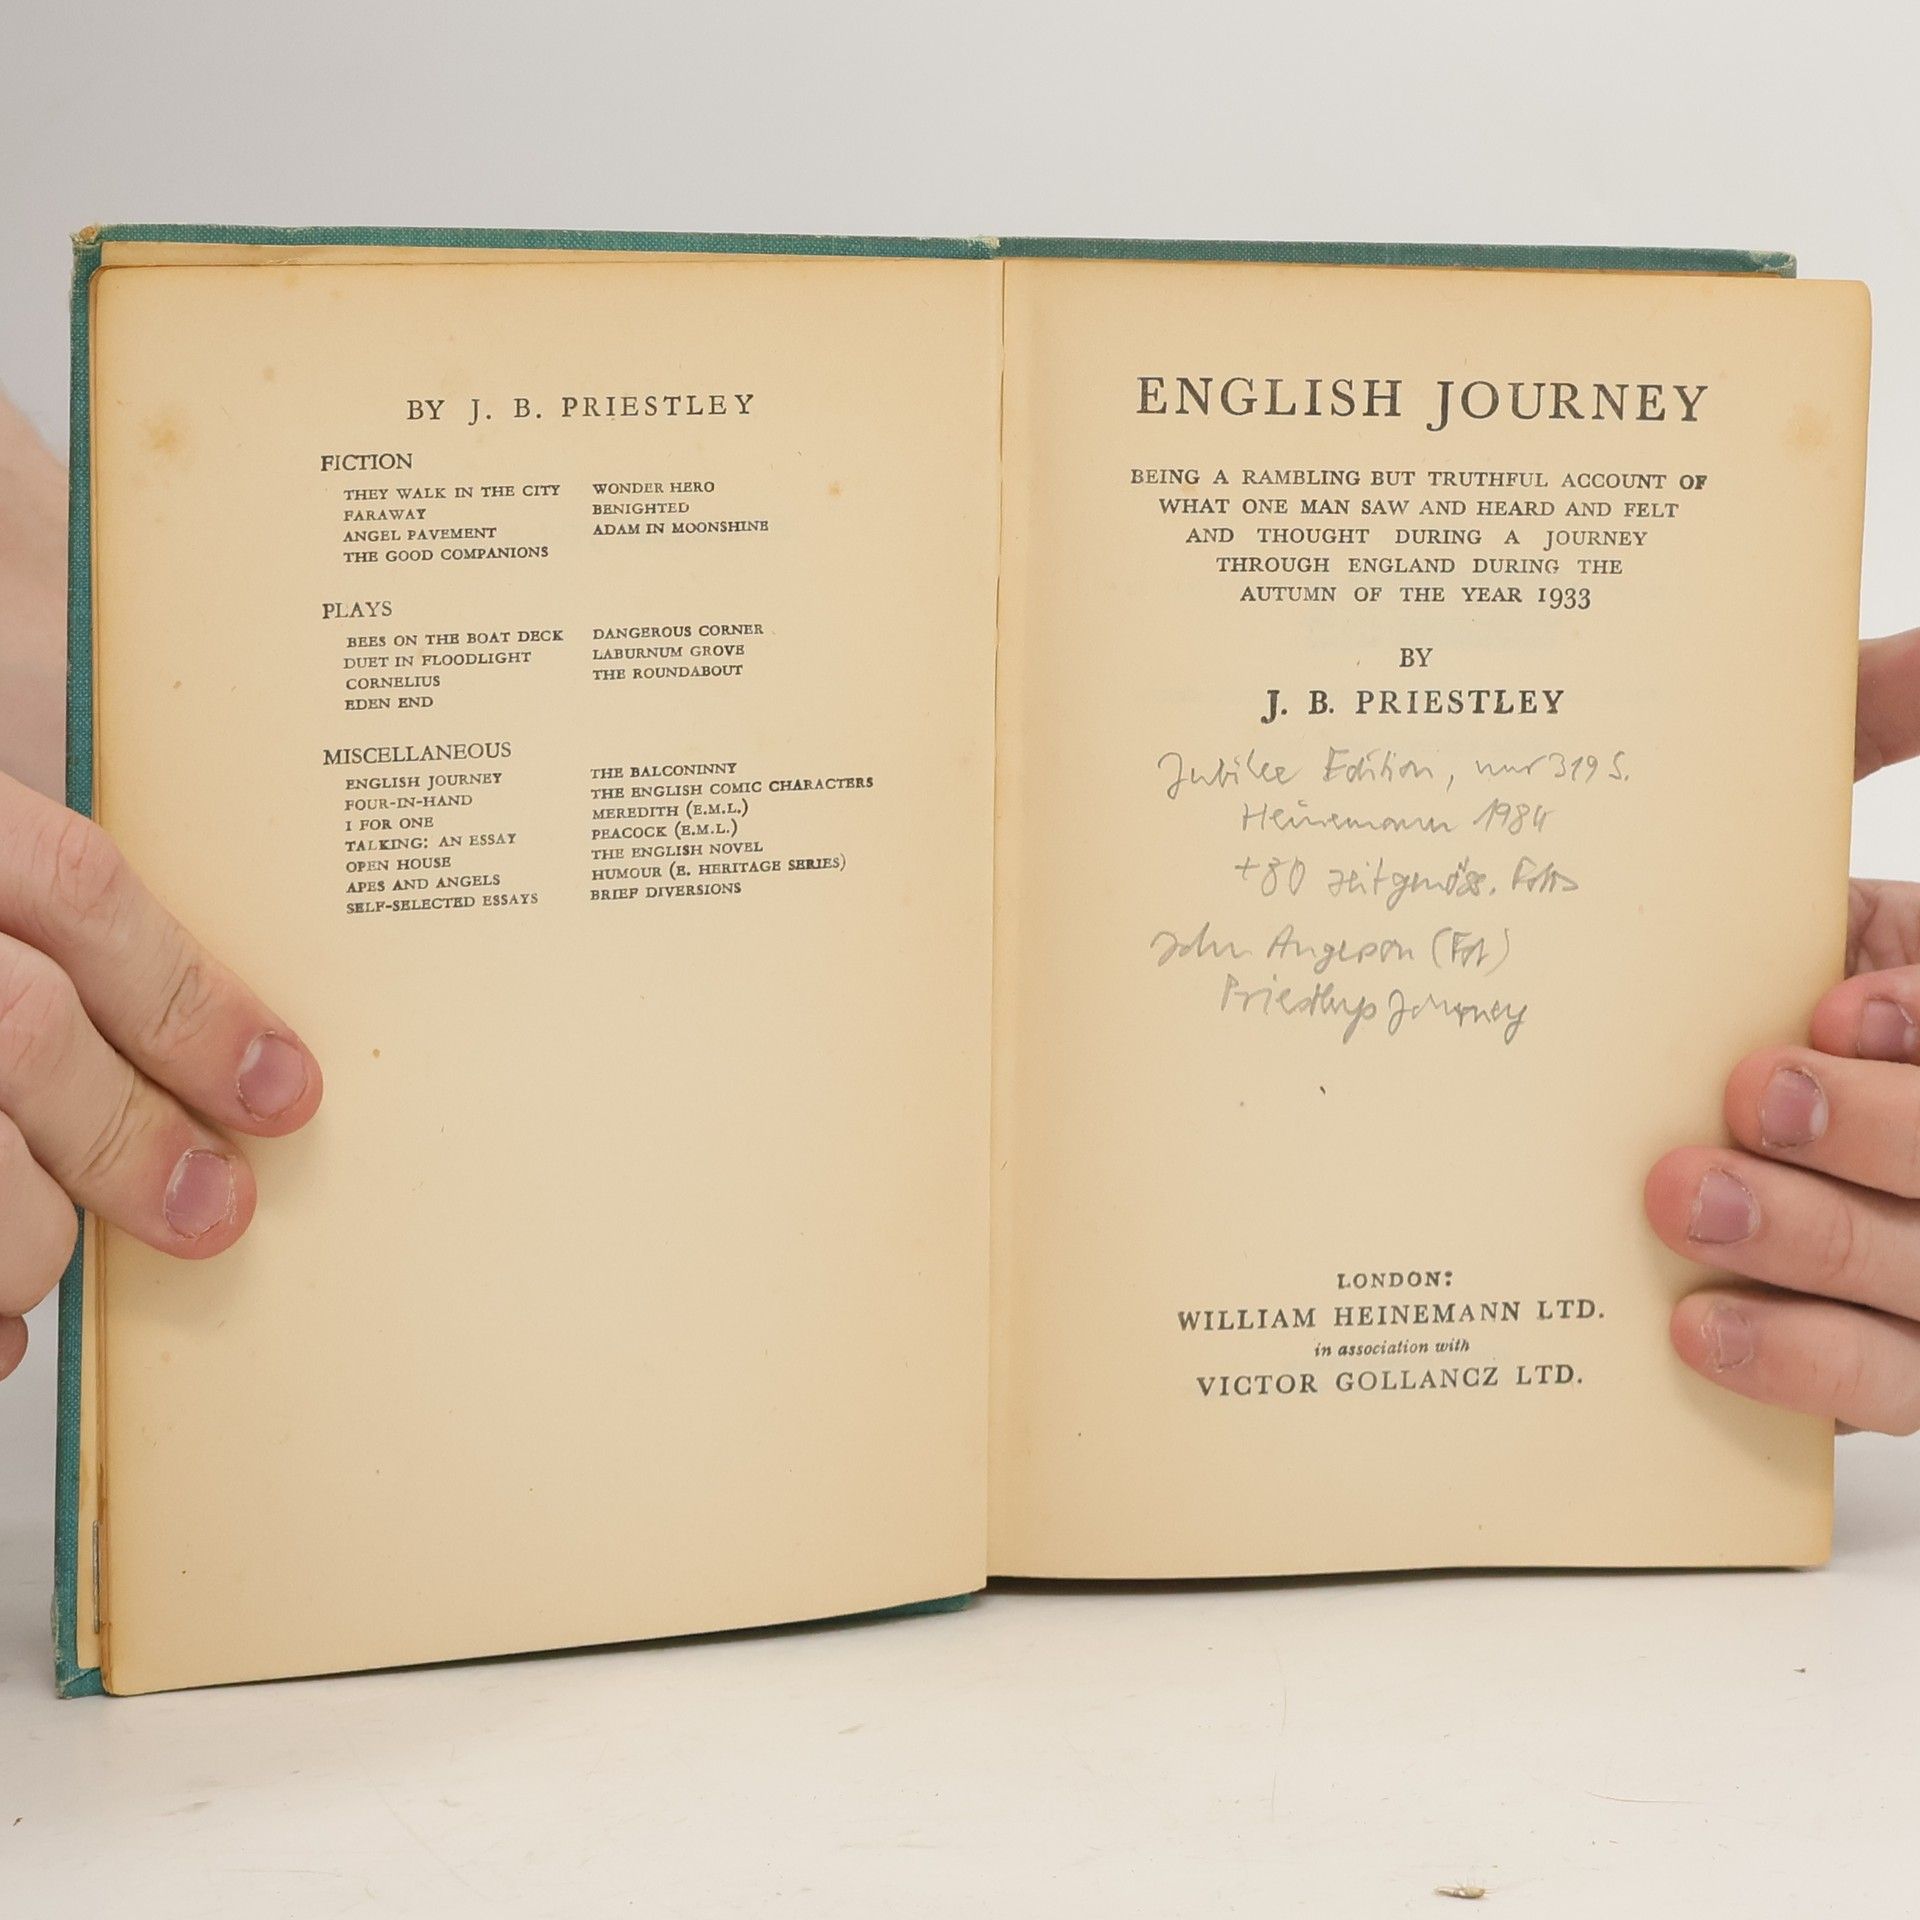 BY J. B. PRIESTLEY
FICTION
THEY WALK IN THE CITY
FARAWAY
ANGEL PAVEMENT
THE GOOD COMPANIONS
WONDER HERO
BENIGHTED
ADAM IN MOONSHINE
PLAYS
BEES ON THE BOAT DECK
DUET IN FLOODLIGHT
CORNELIUS
EDEN END
DANGEROUS CORNER
LABURNUM GROVE
THE ROUNDABOUT
MISCELLANEOUS
ENGLISH JOURNEY
FOUR-IN-HAND
I FOR ONE
TALKING: AN ESSAY
OPEN HOUSE
APES AND ANGELS
SELF-SELECTED ESSAYS
THE BALCONINNY
THE ENGLISH COMIC CHARACTERS
MEREDITH (E.M.L.)
PEACOCK (E.M.L.)
THE ENGLISH NOVEL
HUMOUR (E. HERITAGE SERIES)
BRIEF DIVERSIONS
ENGLISH JOURNEY
BEING A RAMBLING BUT TRUTHFUL ACCOUNT OF
WHAT ONE MAN SAW AND HEARD AND FELT
AND THOUGHT DURING A JOURNEY
THROUGH ENGLAND DURING THE
AUTUMN OF THE YEAR 1933
BY
J. B. PRIESTLEY
Jubilee Edition, nur 319 S.
Heinemann 1984
+80 zeitgenöss. Fotos
John Angerson
Priestleys Journey
LONDON:
WILLIAM HEINEMANN LTD.
in association with
VICTOR GOLLANCZ LTD.